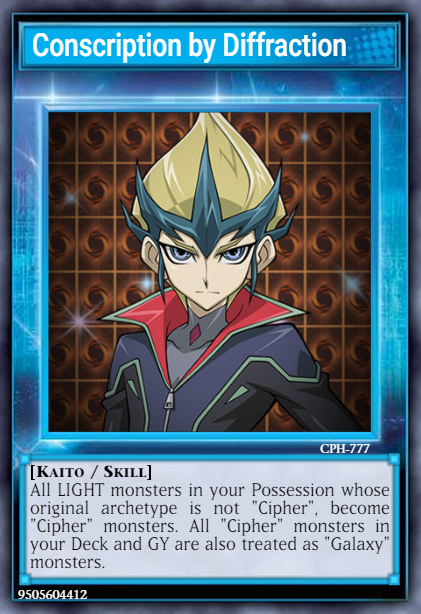 Conscription by Diffraction
CPH-777
[KAITO / SKILL]
All LIGHT monsters in your Possession whose
original archetype is not "Cipher", become
"Cipher" monsters. All "Cipher" monsters in
your Deck and GY are also treated as "Galaxy"
monsters.
9505604412